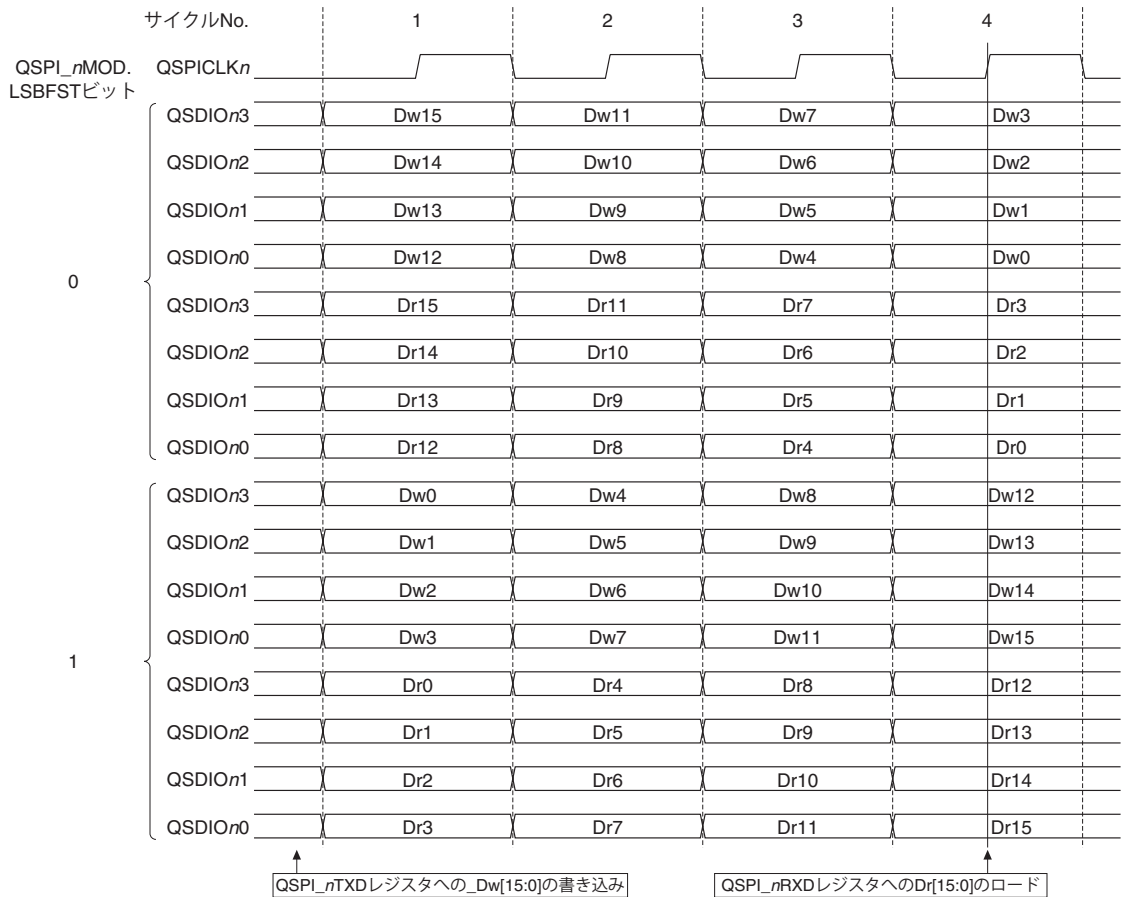 サイクルNo. 1 2 3 4
QSPI_nMOD. QSPICLKn
LSBFSTビット
QSDIOn3 Dw15 Dw11 Dw7 Dw3
QSDIOn2 Dw14 Dw10 Dw6 Dw2
QSDIOn1 Dw13 Dw9 Dw5 Dw1
QSDIOn0 Dw12 Dw8 Dw4 Dw0
0
QSDIOn3 Dr15 Dr11 Dr7 Dr3
QSDIOn2 Dr14 Dr10 Dr6 Dr2
QSDIOn1 Dr13 Dr9 Dr5 Dr1
QSDIOn0 Dr12 Dr8 Dr4 Dr0
QSDIOn3 Dw0 Dw4 Dw8 Dw12
QSDIOn2 Dw1 Dw5 Dw9 Dw13
QSDIOn1 Dw2 Dw6 Dw10 Dw14
QSDIOn0 Dw3 Dw7 Dw11 Dw15
1
QSDIOn3 Dr0 Dr4 Dr8 Dr12
QSDIOn2 Dr1 Dr5 Dr9 Dr13
QSDIOn1 Dr2 Dr6 Dr10 Dr14
QSDIOn0 Dr3 Dr7 Dr11 Dr15
QSPI_nTXDレジスタへの_Dw[15:0]の書き込み QSPI_nRXDレジスタへのDr[15:0]のロード